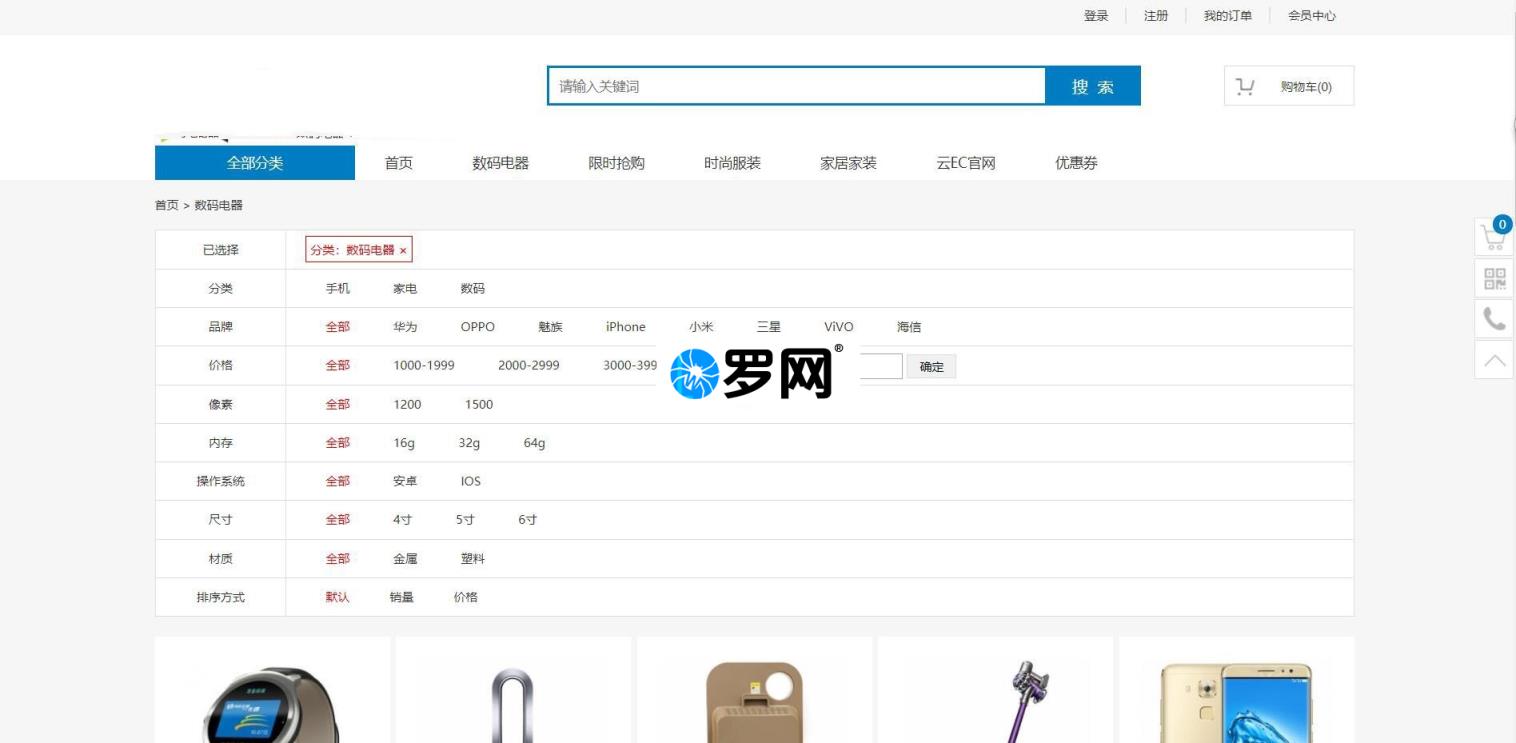 登录 注册 我的订单 会员中心
请输入关键词 搜 索 购物车(0)
全部分类 首页 数码电器 限时抢购 时尚服装 家居家装 云EC官网 优惠券
首页 > 数码电器
0
已选择 分类：数码电器 ×
分类 手机 家电 数码
品牌 全部 华为 OPPO 魅族 iPhone 小米 三星 ViVO 海信
价格 全部 1000-1999 2000-2999 3000-399 确定
罗网®
像素 全部 1200 1500
内存 全部 16g 32g 64g
操作系统 全部 安卓 IOS
尺寸 全部 4寸 5寸 6寸
材质 全部 金属 塑料
排序方式 默认 销量 价格